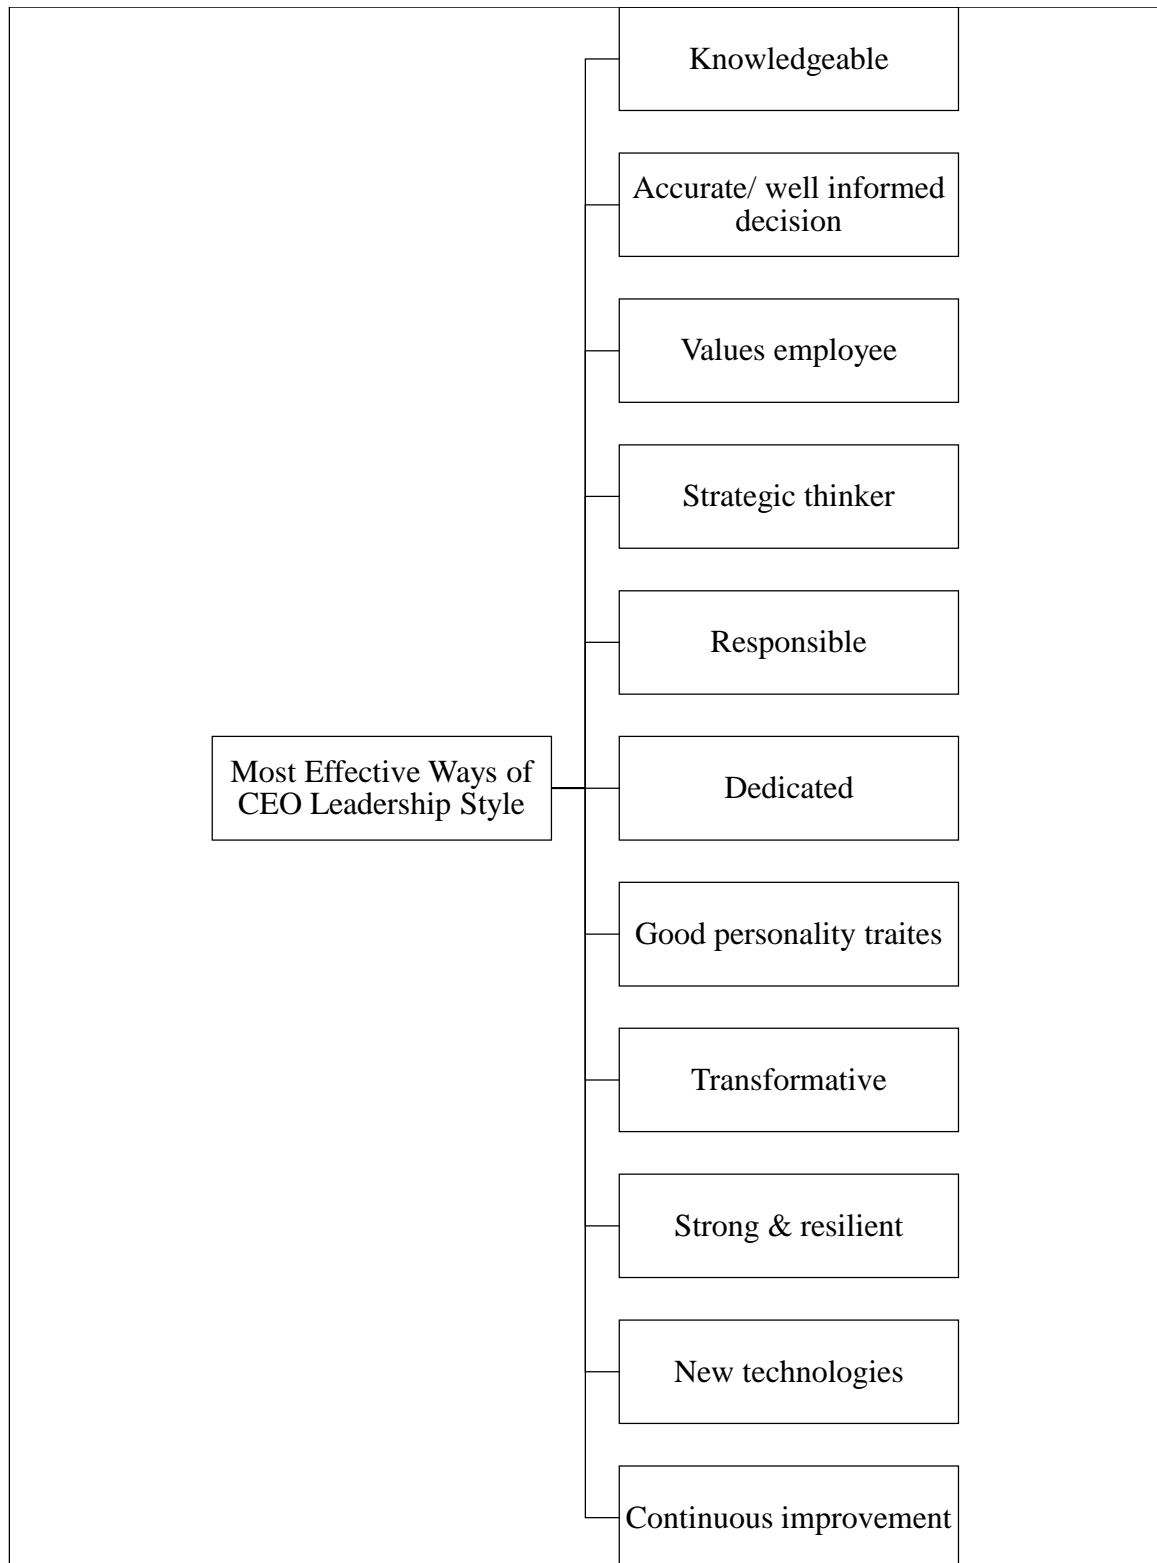 Knowledgeable
Accurate/ well informed
decision
Values employee
Strategic thinker
Responsible
Most Effective Ways of
CEO Leadership Style
Dedicated
Good personality traites
Transformative
Strong & resilient
New technologies
Continuous improvement